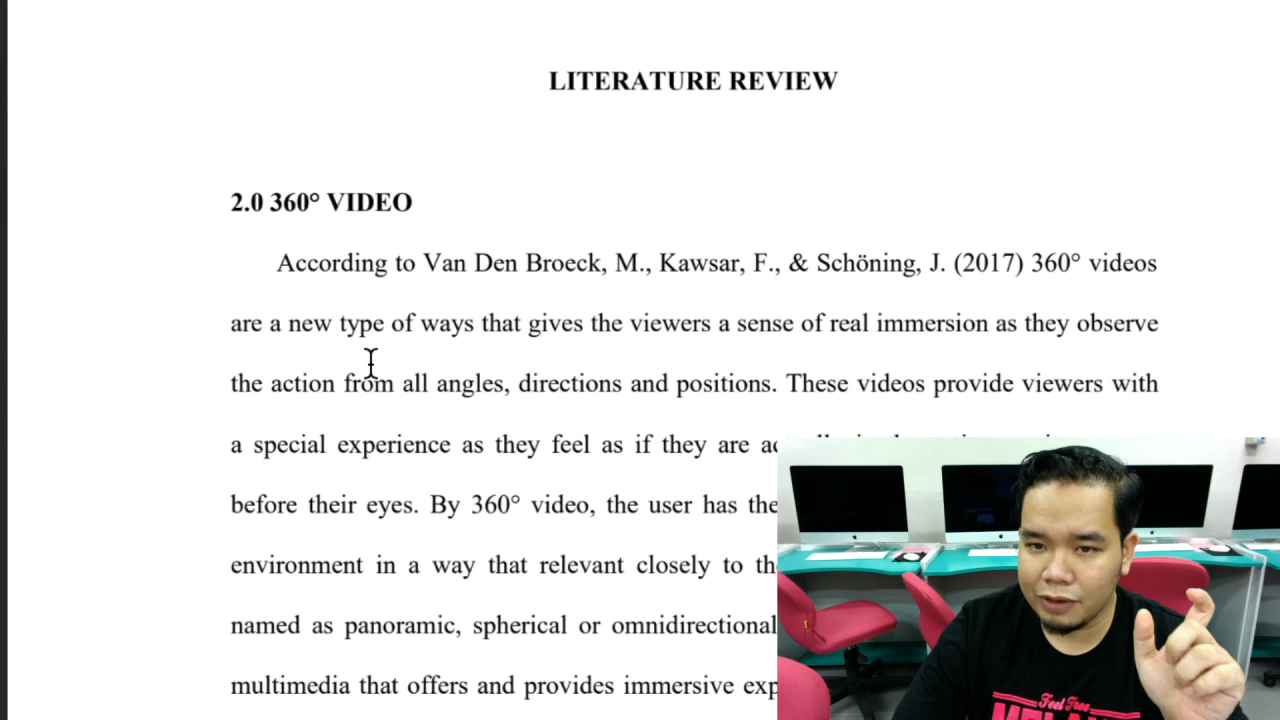 LITERATURE REVIEW
2.0 360° VIDEO
According to Van Den Broeck, M., Kawsar, F., & Schöning, J. (2017) 360° videos
are a new type of ways that gives the viewers a sense of real immersion as they observe
the action from all angles, directions and positions. These videos provide viewers with
a special experience as they feel as if they are
before their eyes. By 360° video, the user has the
environment in a way that relevant closely to
named as panoramic, spherical or omnidirectional
multimedia that offers and provides immersive
Feel Free